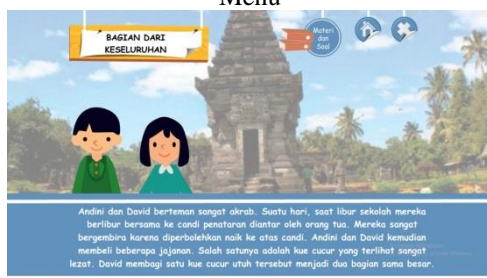 Menu
BAGIAN DARI
KESELURUHAN
Materi
dan
Soal
Andini dan David berteman sangat akrab. Suatu hari, saat libur sekolah mereka
berlibur bersama ke candi penataran diantar oleh orang tua. Mereka sangat
bergembira karena diperbolehkan naik ke atas candi. Andini dan David kemudian
membeli beberapa jajanan. Salah satunya adalah kue cucur yang terlihat sangat
lezat. David membagi satu kue cucur utuh tersebut menjadi dua bagian sama besar.